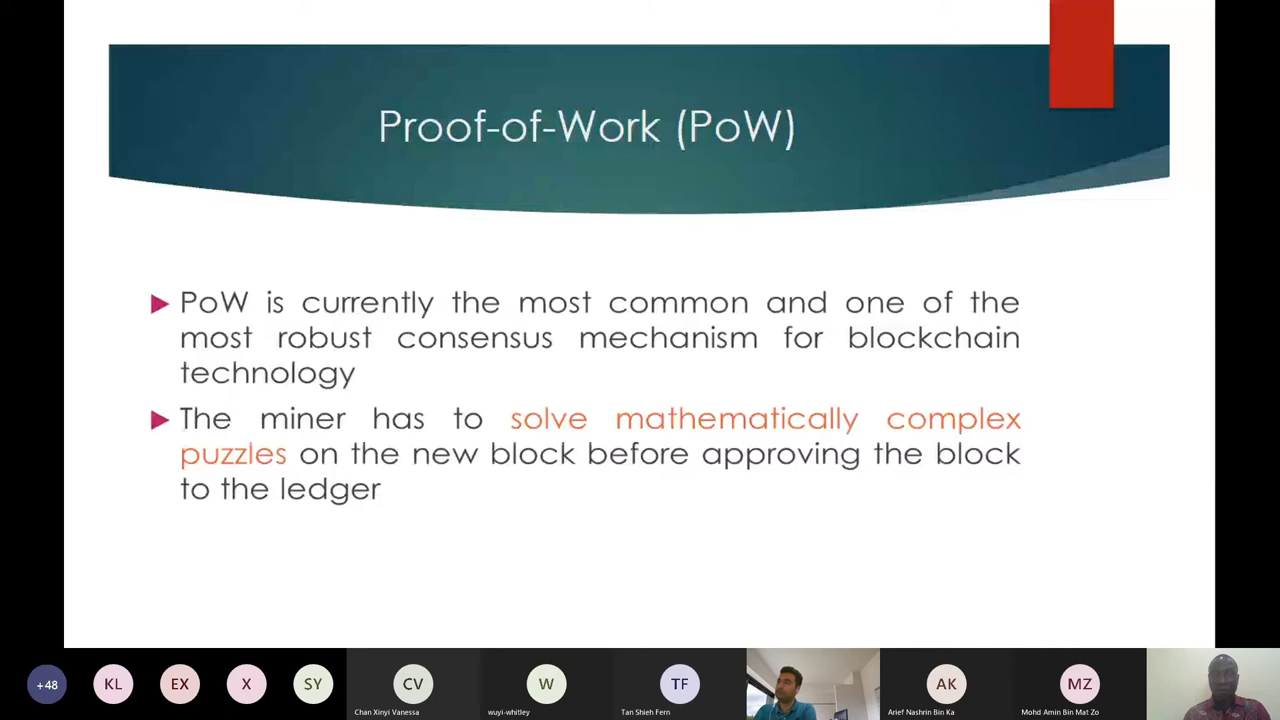 Proof-of-Work (PoW)
PoW is currently the most common and one of the
most robust consensus mechanism for blockchain
technology
The miner has to solve mathematically complex
puzzles on the new block before approving the block
to the ledger
+48
KL
EX
X
SY
CV
W
TF
AK
MZ
Chan Xinyi Vanessa
wuyi-whitley
Tan Shieh Fern
Arief Nashrin Bin Ka
Mohd Amin Bin Mat Zo